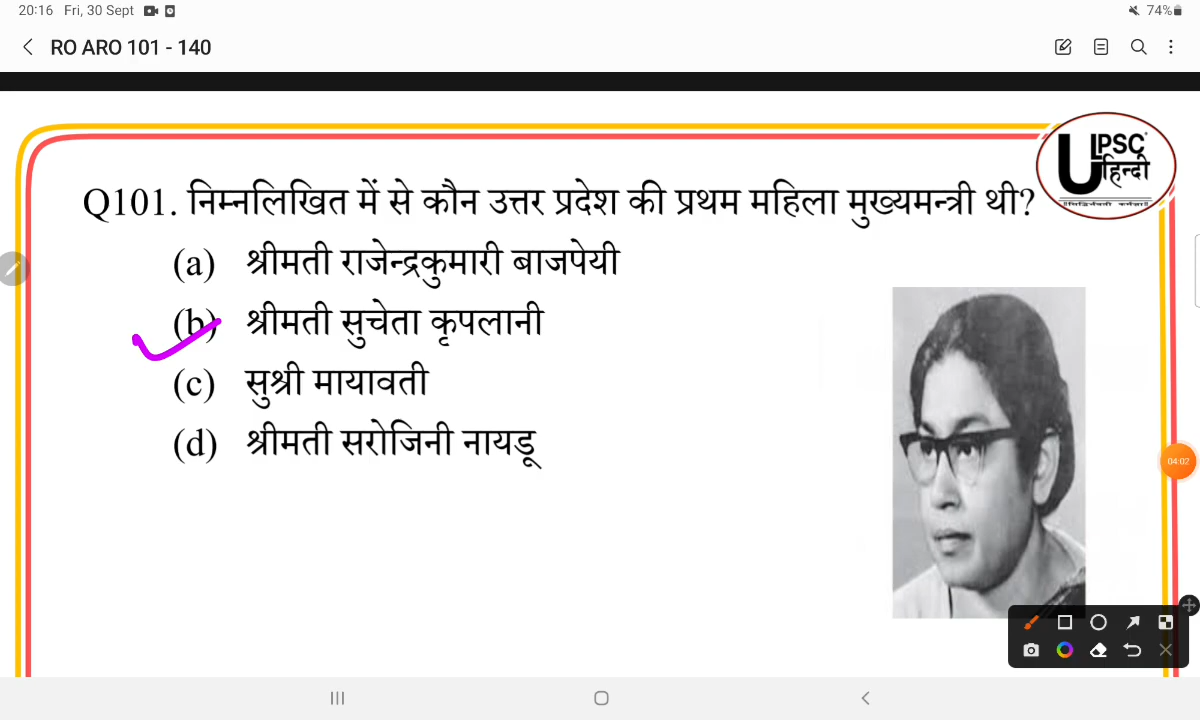 20:16 Fri, 30 Sept
74%
RO ARO 101 - 140
UPSC
हिन्दी
Q101. निम्नलिखित में से कौन उत्तर प्रदेश की प्रथम महिला मुख्यमन्त्री थी?
(a) श्रीमती राजेन्द्रकुमारी बाजपेयी
(b) श्रीमती सुचेता कृपलानी
(c) सुश्री मायावती
(d) श्रीमती सरोजिनी नायडू
04:02